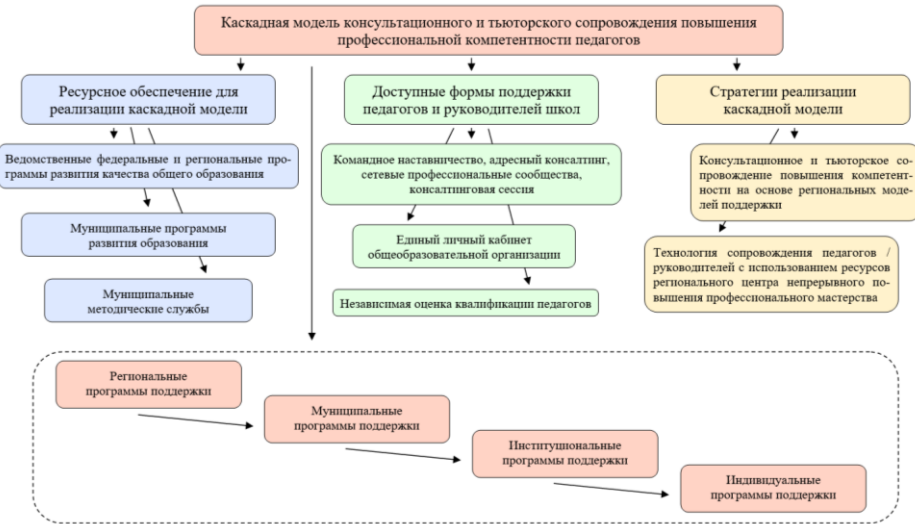 Каскадная модель консультационного и тьюторского сопровождения повышения
профессиональной компетентности педагогов
Ресурсное обеспечение для
реализации каскадной модели
Ведомственные федеральные и региональные про-
граммы развития качества общего образования
Муниципальные программы
развития образования
Муниципальные
методические службы
Доступные формы поддержки
педагогов и руководителей школ
Командное наставничество, адресный консалтинг,
сетевые профессиональные сообщества,
консалтинговая сессия
Единый личный кабинет
общеобразовательной организации
Независимая оценка квалификации педагогов
Стратегии реализации
каскадной модели
Консультационное и тьюторское со-
провождение повышения компетент-
ности на основе региональных моде-
лей поддержки
Технология сопровождения педагогов /
руководителей с использованием ресурсов
регионального центра непрерывного по-
вышения профессионального мастерства
Региональные
программы поддержки
Муниципальные
программы поддержки
Институциональные
программы поддержки
Индивидуальные
программы поддержки